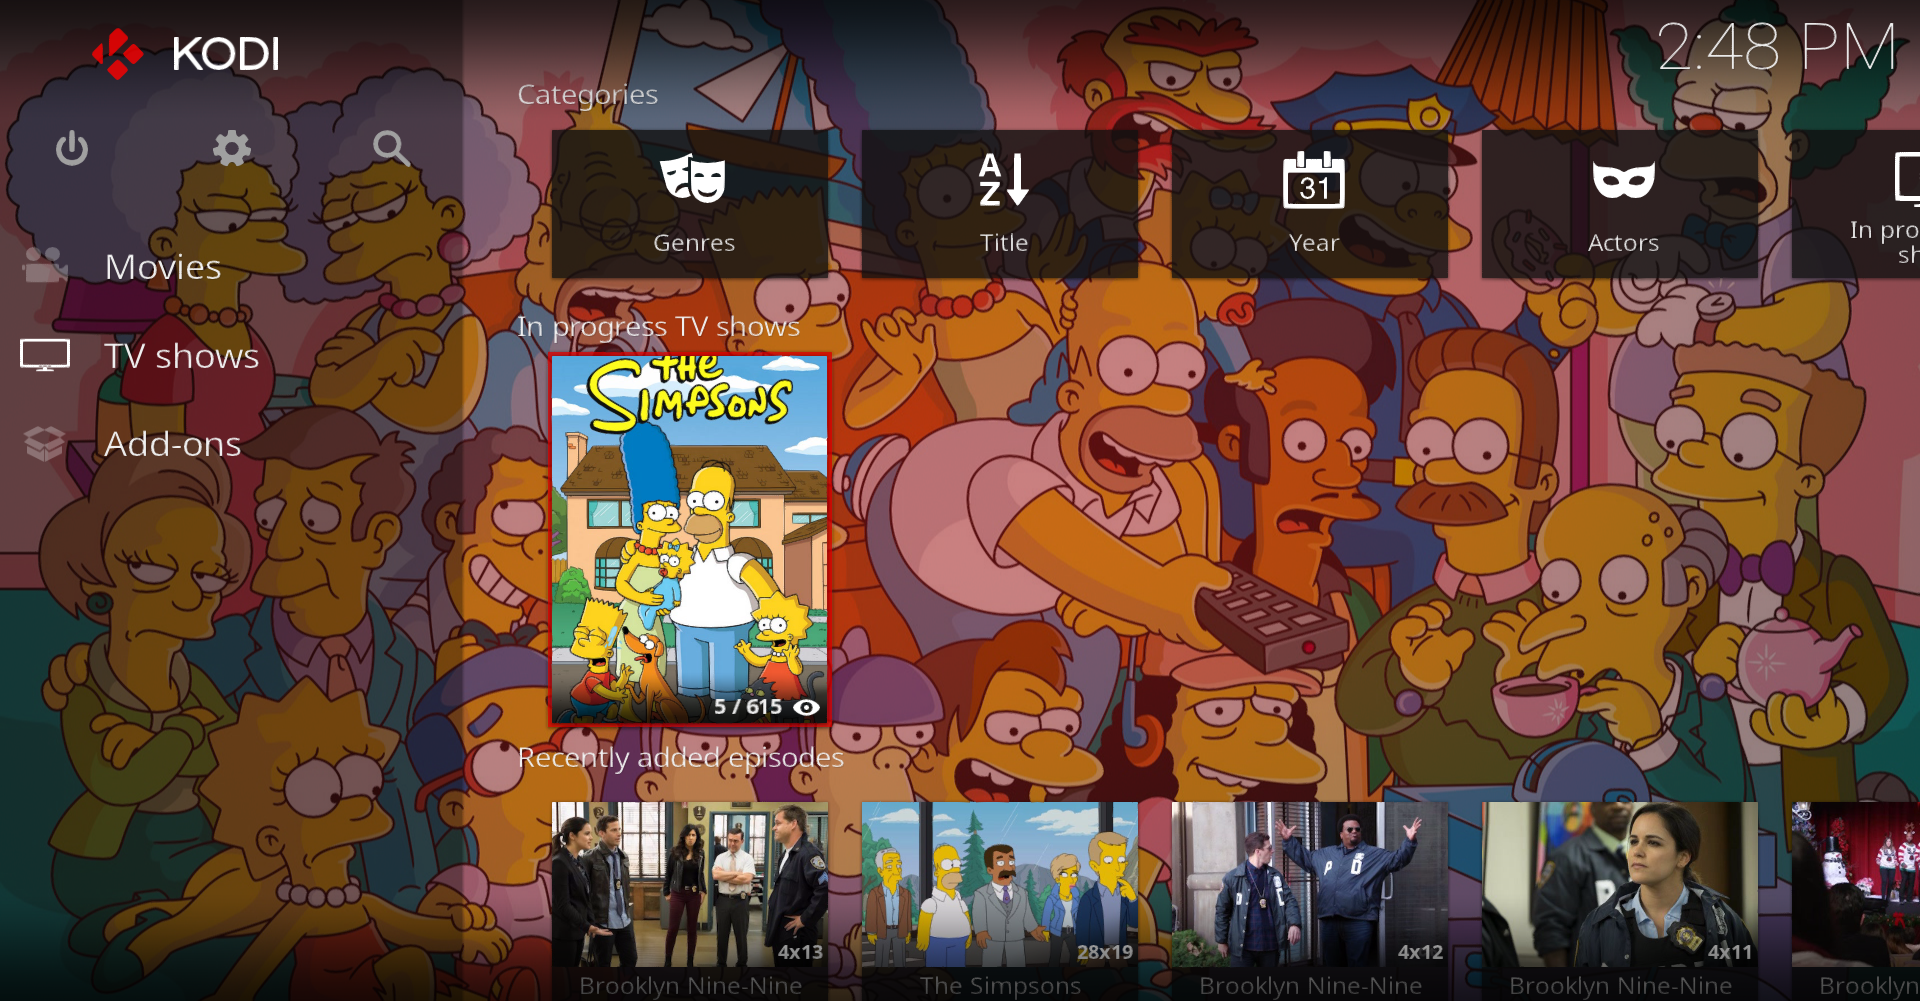 KODI
2:48 PM
Categories
Genres
Title
Year
31
Actors
In pro
sh
Movies
TV shows
Add-ons
In progress TV shows
THE
SIMPSONS
5 / 615
Recently added episodes
4x13
28x19
4x12
4x11
Brooklyn Nine-Nine
The Simpsons
Brooklyn Nine-Nine
Brooklyn Nine-Nine
Brooklyn